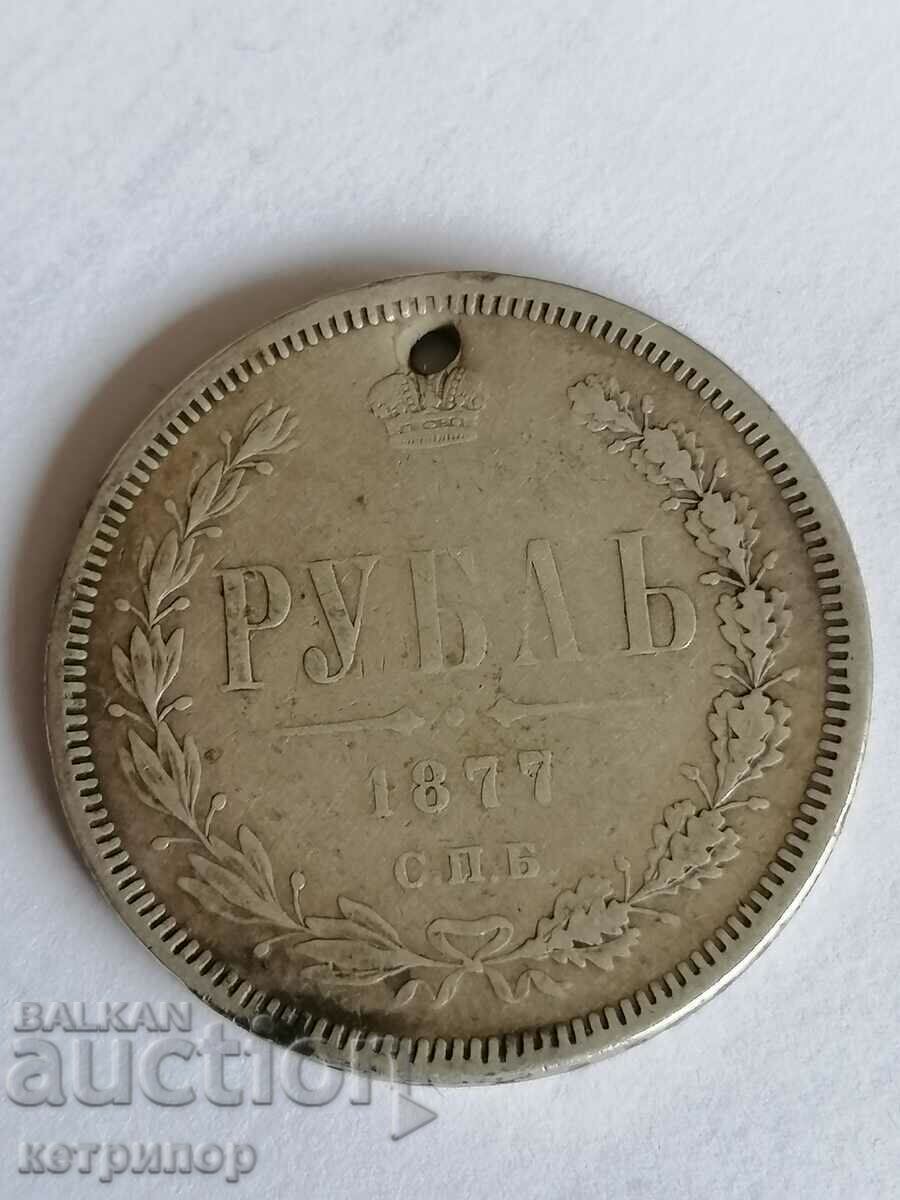 РУБЛЬ
1877
С.П.Б.
BALKAN
auction
кетрипор